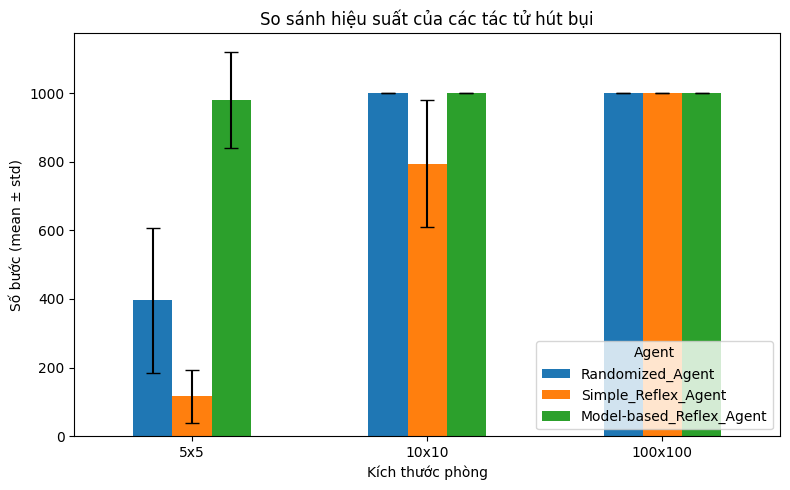 So sánh hiệu suất của các tác tử hút bụi
Số bước (mean ± std)
1000
800
600
400
200
0
5x5
10x10
100x100
Kích thước phòng
Agent
Randomized_Agent
Simple_Reflex_Agent
Model-based_Reflex_Agent